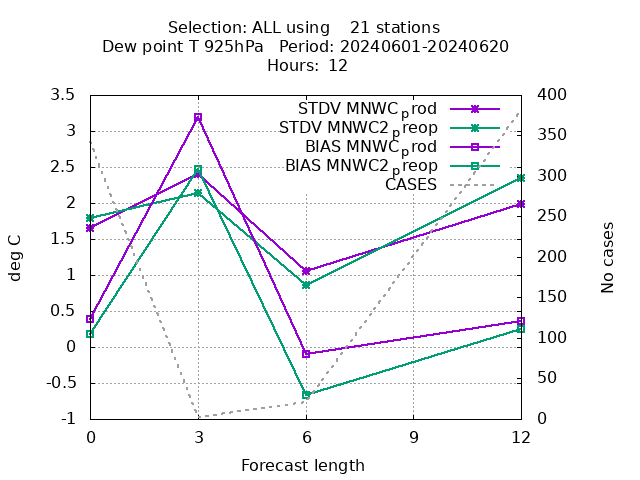 Selection: ALL using 21 stations
Dew point T 925hPa Period: 20240601-20240620
Hours: 12
3.5
3
2.5
2
1.5
1
0.5
0
-0.5
-1
deg C
STDV MNWC_prod
STDV MNWC2_preop
BIAS MNWC_prod
BIAS MNWC2_preop
CASES
400
350
300
250
200
150
100
50
0
No cases
0 3 6 9 12
Forecast length